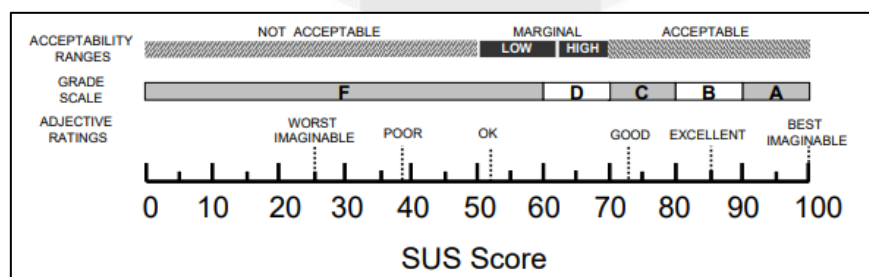 NOT ACCEPTABLE MARGINAL ACCEPTABLE
ACCEPTABILITY RANGES
LOW HIGH
GRADE SCALE
F D C B A
ADJECTIVE RATINGS
WORST IMAGINABLE
POOR
OK
GOOD
EXCELLENT
BEST IMAGINABLE
0 10 20 30 40 50 60 70 80 90 100
SUS Score